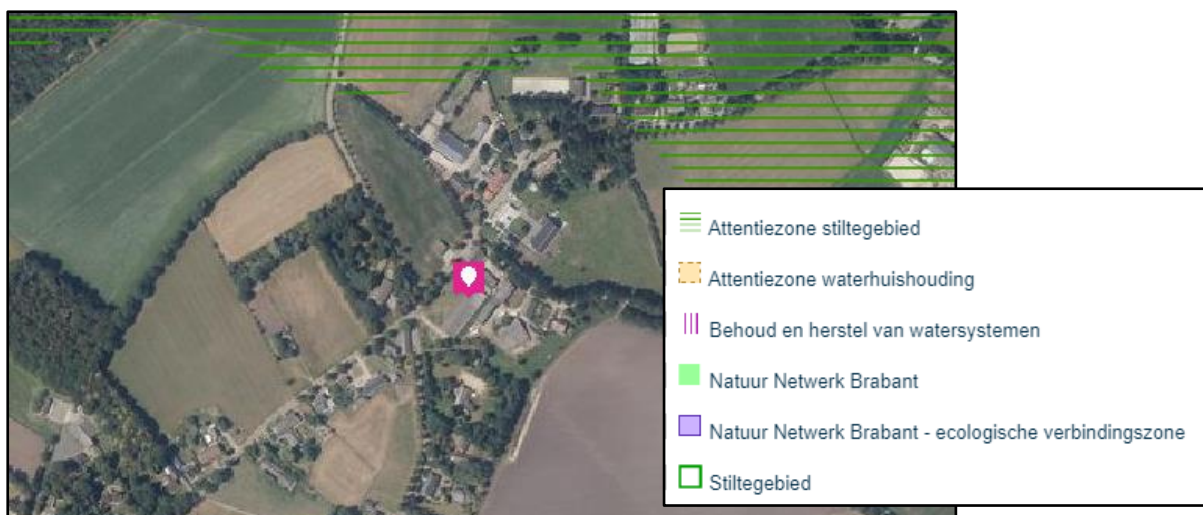 Attentiezone stiltegebied
Attentiezone waterhuishouding
Behoud en herstel van watersystemen
Natuur Netwerk Brabant
Natuur Netwerk Brabant - ecologische verbindingszone
Stiltegebied